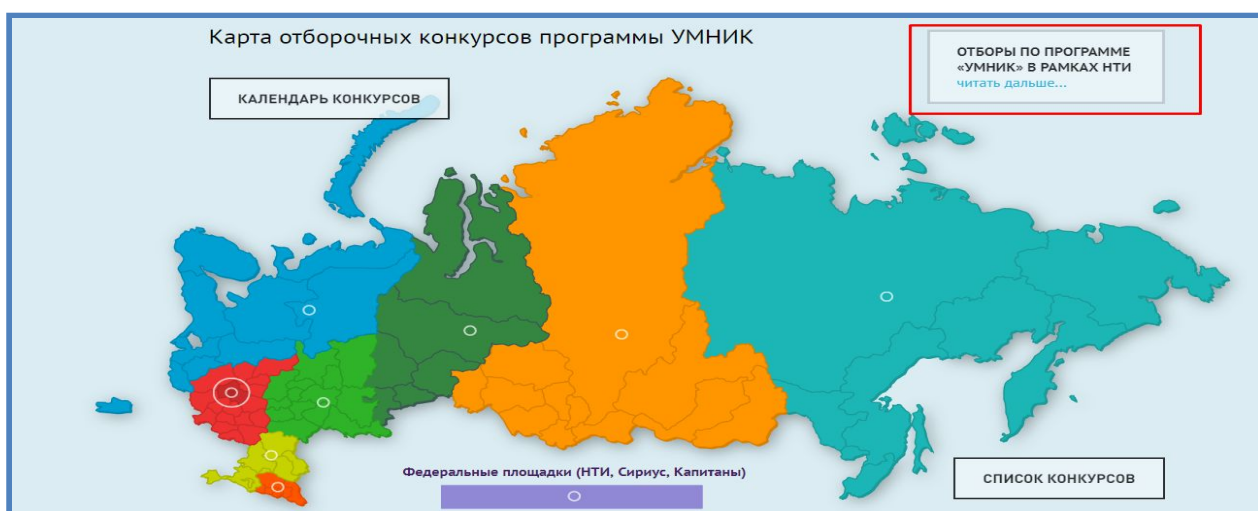 Карта отборочных конкурсов программы УМНИК
ОТБОРЫ ПО ПРОГРАММЕ
«УМНИК» В РАМКАХ НТИ
читать дальше...
КАЛЕНДАРЬ КОНКУРСОВ
Федеральные площадки (НТИ, Сириус, Капитаны)
СПИСОК КОНКУРСОВ